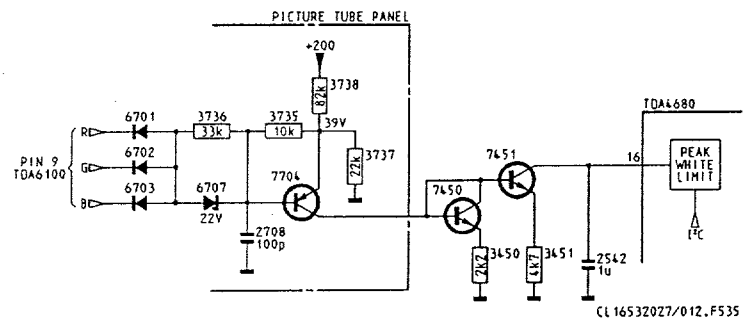 PICTURE TUBE PANEL
+200
3738
82k
TDA4680
6701
3736
3735
39V
R
33k
10k
3737
22k
7451
16
PEAK
WHITE
LIMIT
PIN 9
TDA6100
6702
G
7704
7450
6703
6707
B
22V
I²C
2708
100p
3450
2k2
3451
4k7
2542
1u
CL16532027/012.F535